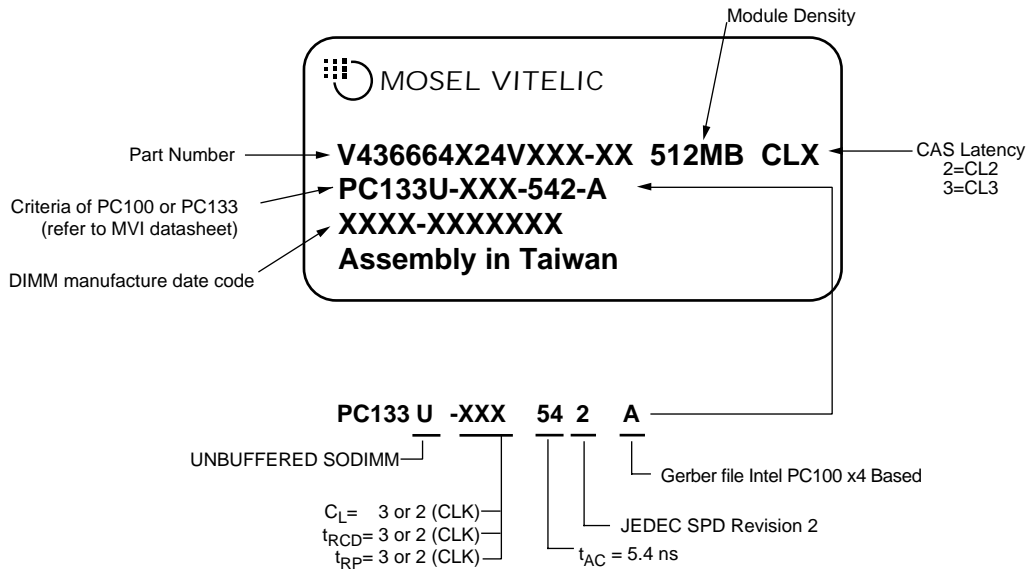 Module Density
MOSEL VITELIC
Part Number
V436664X24VXXX-XX 512MB CLX
CAS Latency
2=CL2
3=CL3
PC133U-XXX-542-A
Criteria of PC100 or PC133
(refer to MVI datasheet)
XXXX-XXXXXXX
Assembly in Taiwan
DIMM manufacture date code
PC133 U -XXX 54 2 A
UNBUFFERED SODIMM
Gerber file Intel PC100 x4 Based
CL= 3 or 2 (CLK)
tRCD= 3 or 2 (CLK)
tRP= 3 or 2 (CLK)
JEDEC SPD Revision 2
tAC = 5.4 ns